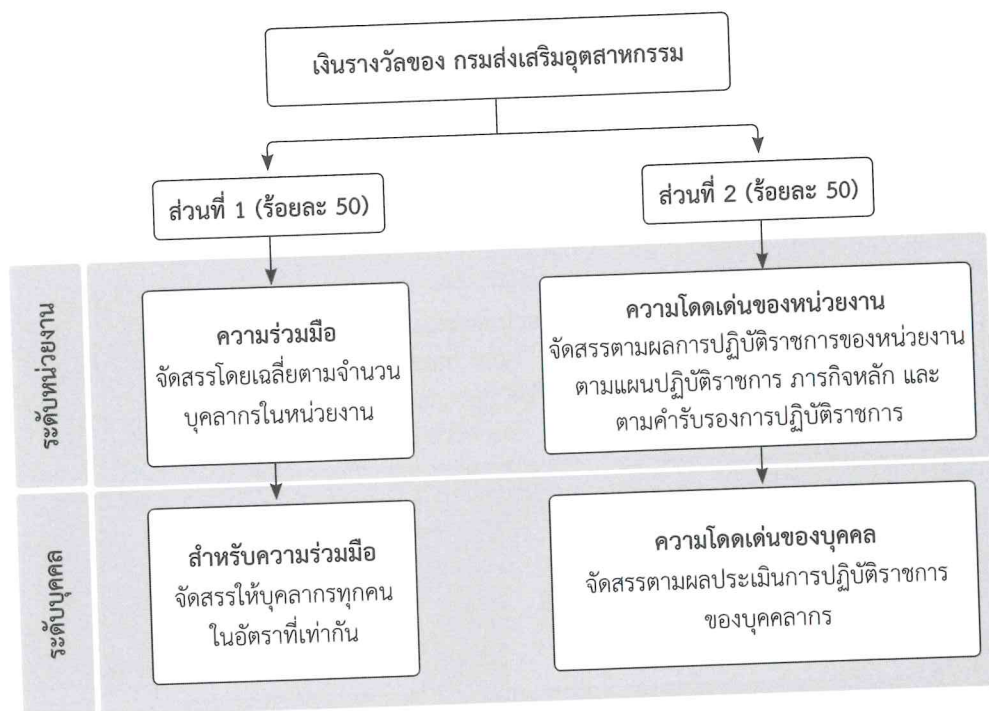 เงินรางวัลของ กรมส่งเสริมอุตสาหกรรม
ส่วนที่ 1 (ร้อยละ 50)
ส่วนที่ 2 (ร้อยละ 50)
ระดับหน่วยงาน
ความร่วมมือ
จัดสรรโดยเฉลี่ยตามจำนวน
บุคลากรในหน่วยงาน
ความโดดเด่นของหน่วยงาน
จัดสรรตามผลการปฏิบัติราชการของหน่วยงาน
ตามแผนปฏิบัติราชการ ภารกิจหลัก และ
ตามคำรับรองการปฏิบัติราชการ
ระดับบุคคล
สำหรับความร่วมมือ
จัดสรรให้บุคลากรทุกคน
ในอัตราที่เท่ากัน
ความโดดเด่นของบุคคล
จัดสรรตามผลประเมินการปฏิบัติราชการ
ของบุคคลากร